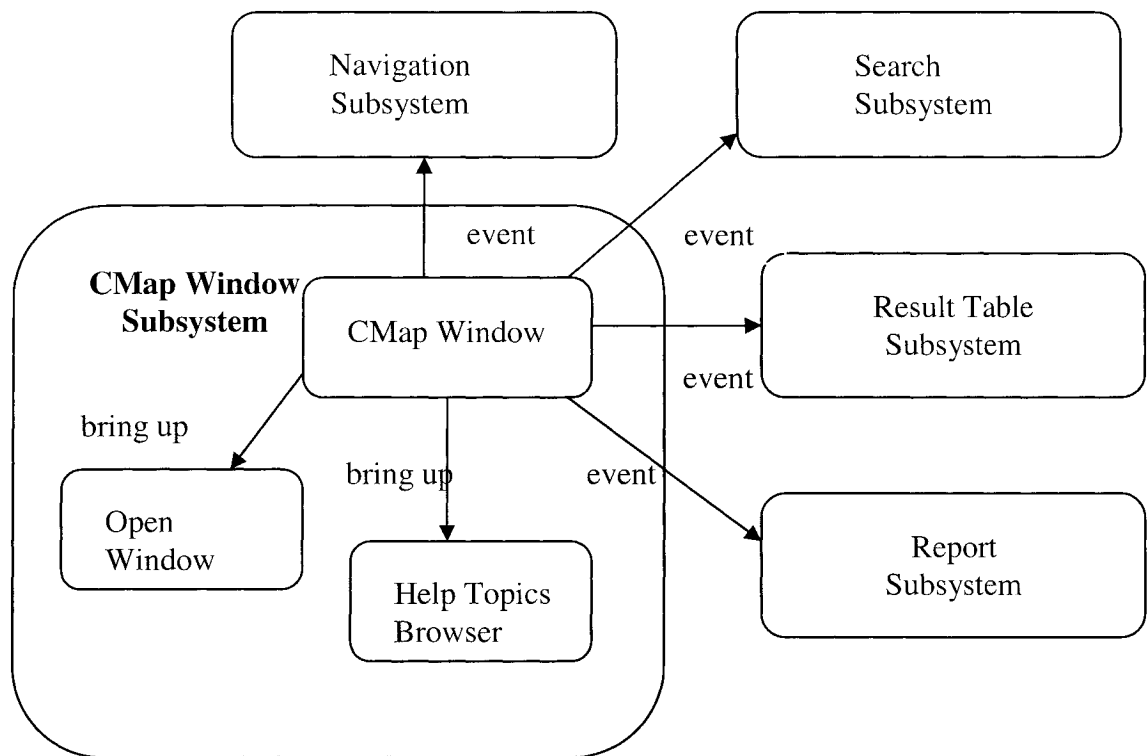 Navigation
Subsystem
Search
Subsystem
event
event
CMap Window
Subsystem
CMap Window
Result Table
Subsystem
event
bring up
bring up
event
Open
Window
Help Topics
Browser
Report
Subsystem